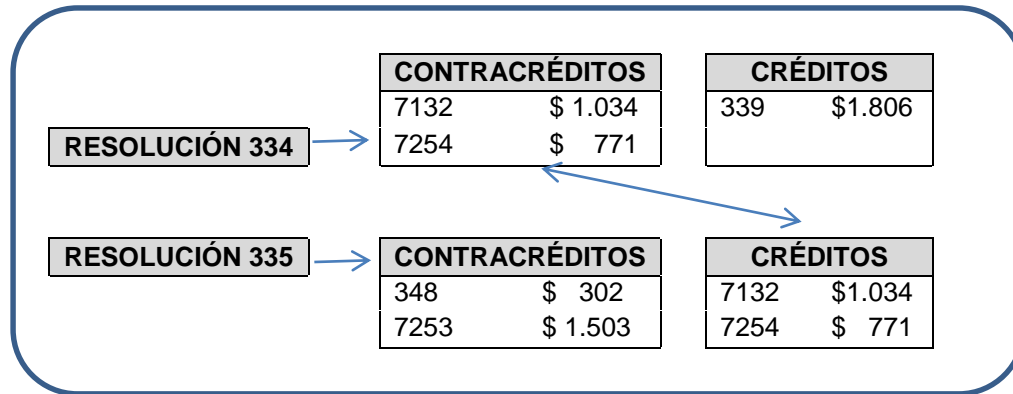 CONTRACRÉDITOS CRÉDITOS
7132 $ 1.034 339 $1.806
RESOLUCIÓN 334 7254 $ 771
RESOLUCIÓN 335 CONTRACRÉDITOS CRÉDITOS
348 $ 302 7132 $1.034
7253 $ 1.503 7254 $ 771